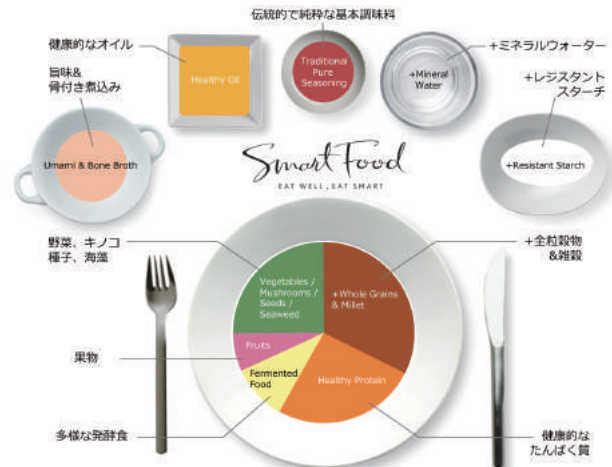 伝統的で純粋な基本調味料
健康的なオイル
Healthy Oil
Traditional
Pure
Seasoning
+Mineral
Water
+ミネラルウォーター
旨味&
骨付き煮込み
Umami & Bone Broth
+レジスタント
スターチ
+Resistant Starch
Smart Food
EAT WELL, EAT SMART
野菜、キノコ
種子、海藻
Vegetables /
Mushrooms /
Seeds /
Seaweed
+Whole Grains
& Millet
+全粒穀物
&雑穀
果物
Fruits
Fermented
Food
Healthy Protein
多様な発酵食
健康的な
たんぱく質